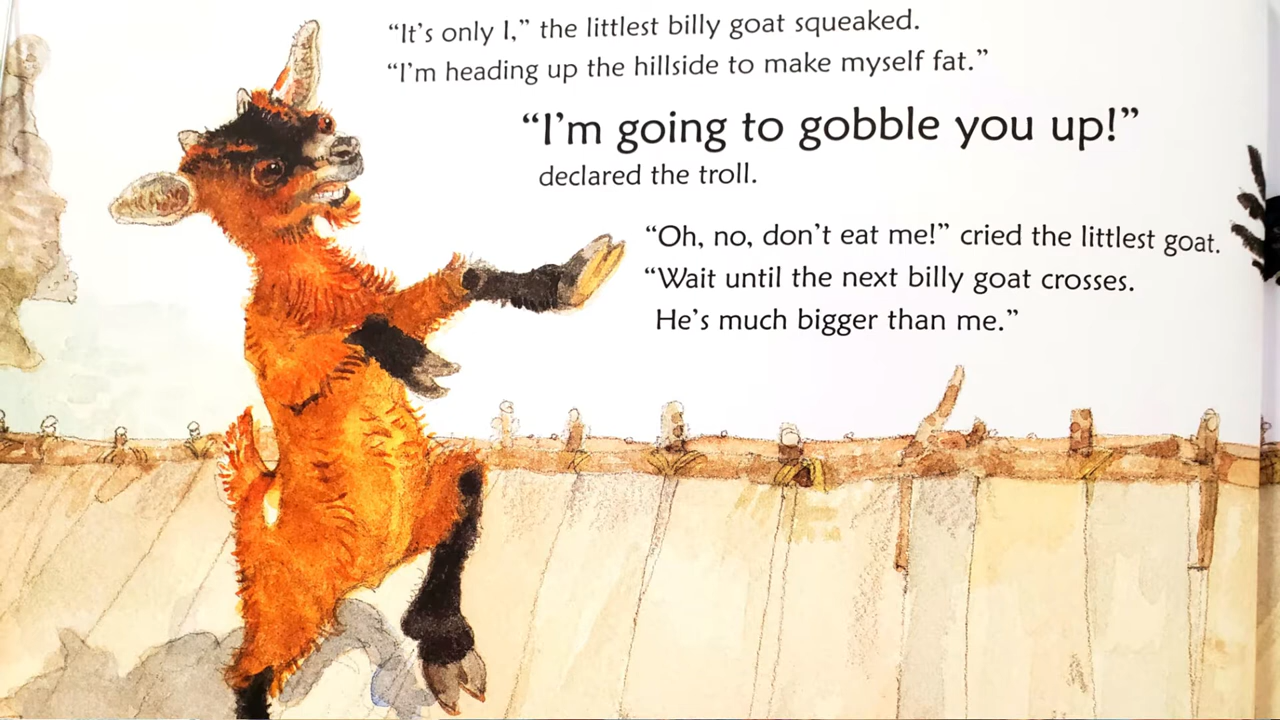 “It's only I,” the littlest billy goat squeaked.
“I'm heading up the hillside to make myself fat.”
“I'm going to gobble you up!”
declared the troll.
“Oh, no, don't eat me!” cried the littlest goat.
“Wait until the next billy goat crosses.
He's much bigger than me.”